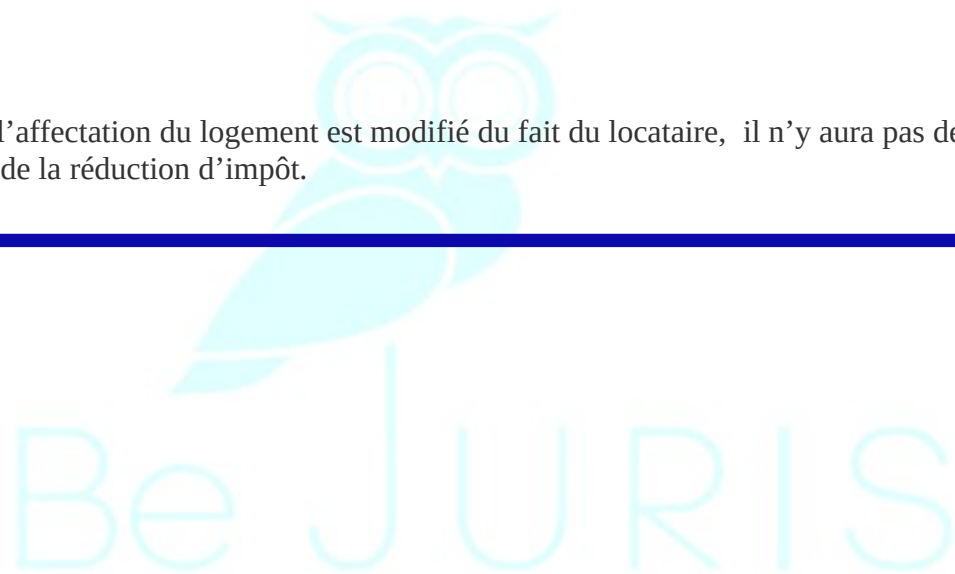 l’affectation du logement est modifié du fait du locataire, il n’y aura pas de
de la réduction d’impôt.
Be JURIS